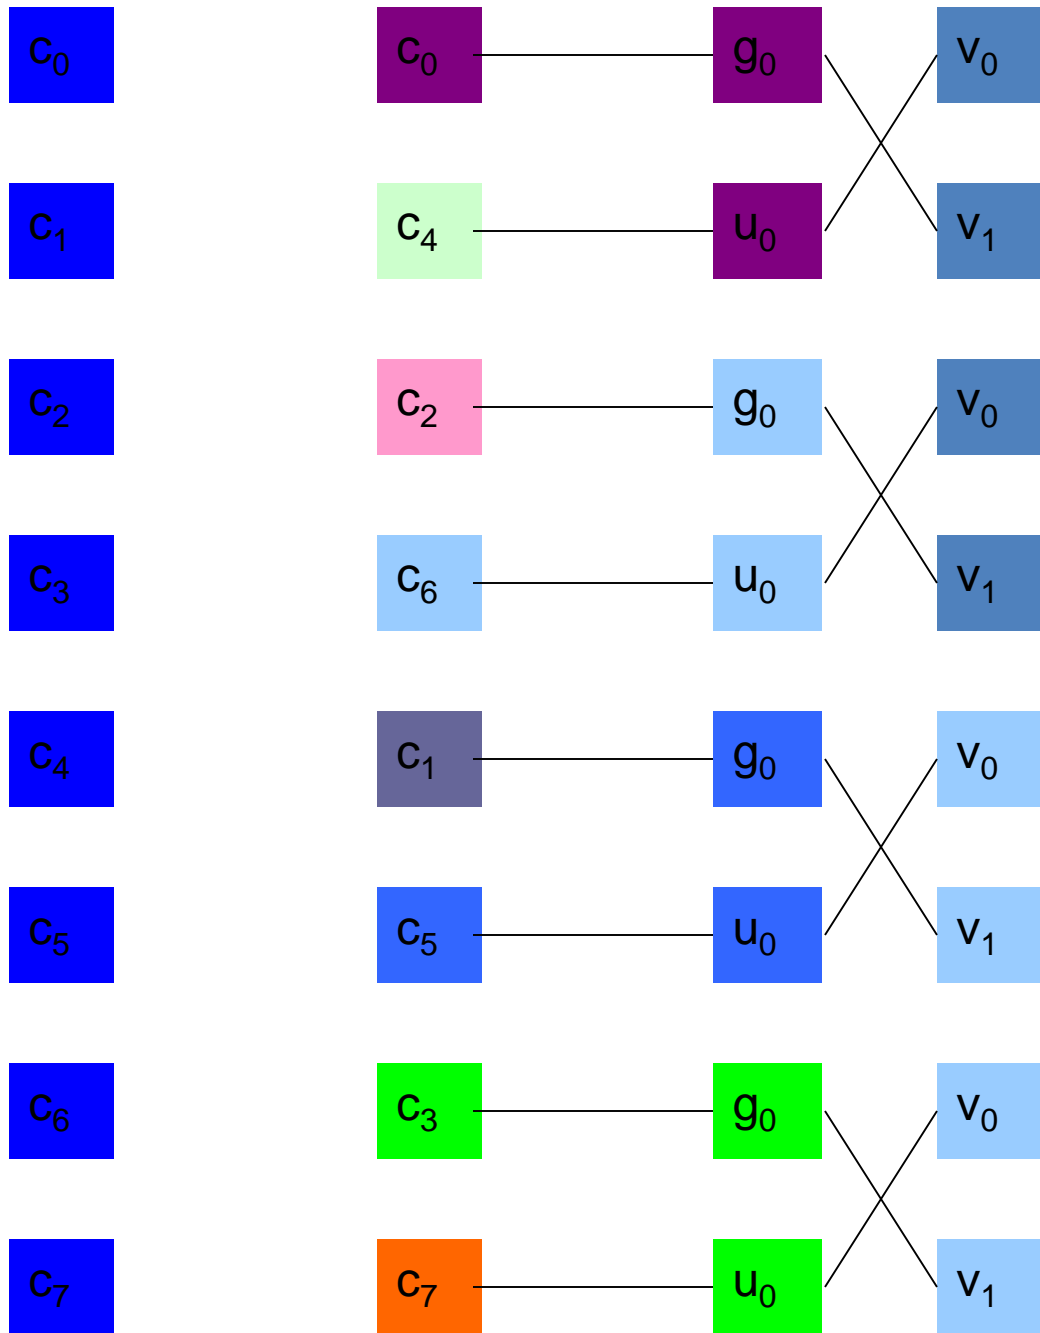 c₀ c₀ g₀ v₀
c₁ c₄ u₀ v₁
c₂ c₂ g₀ v₀
c₃ c₆ u₀ v₁
c₄ c₁ g₀ v₀
c₅ c₅ u₀ v₁
c₆ c₃ g₀ v₀
c₇ c₇ u₀ v₁